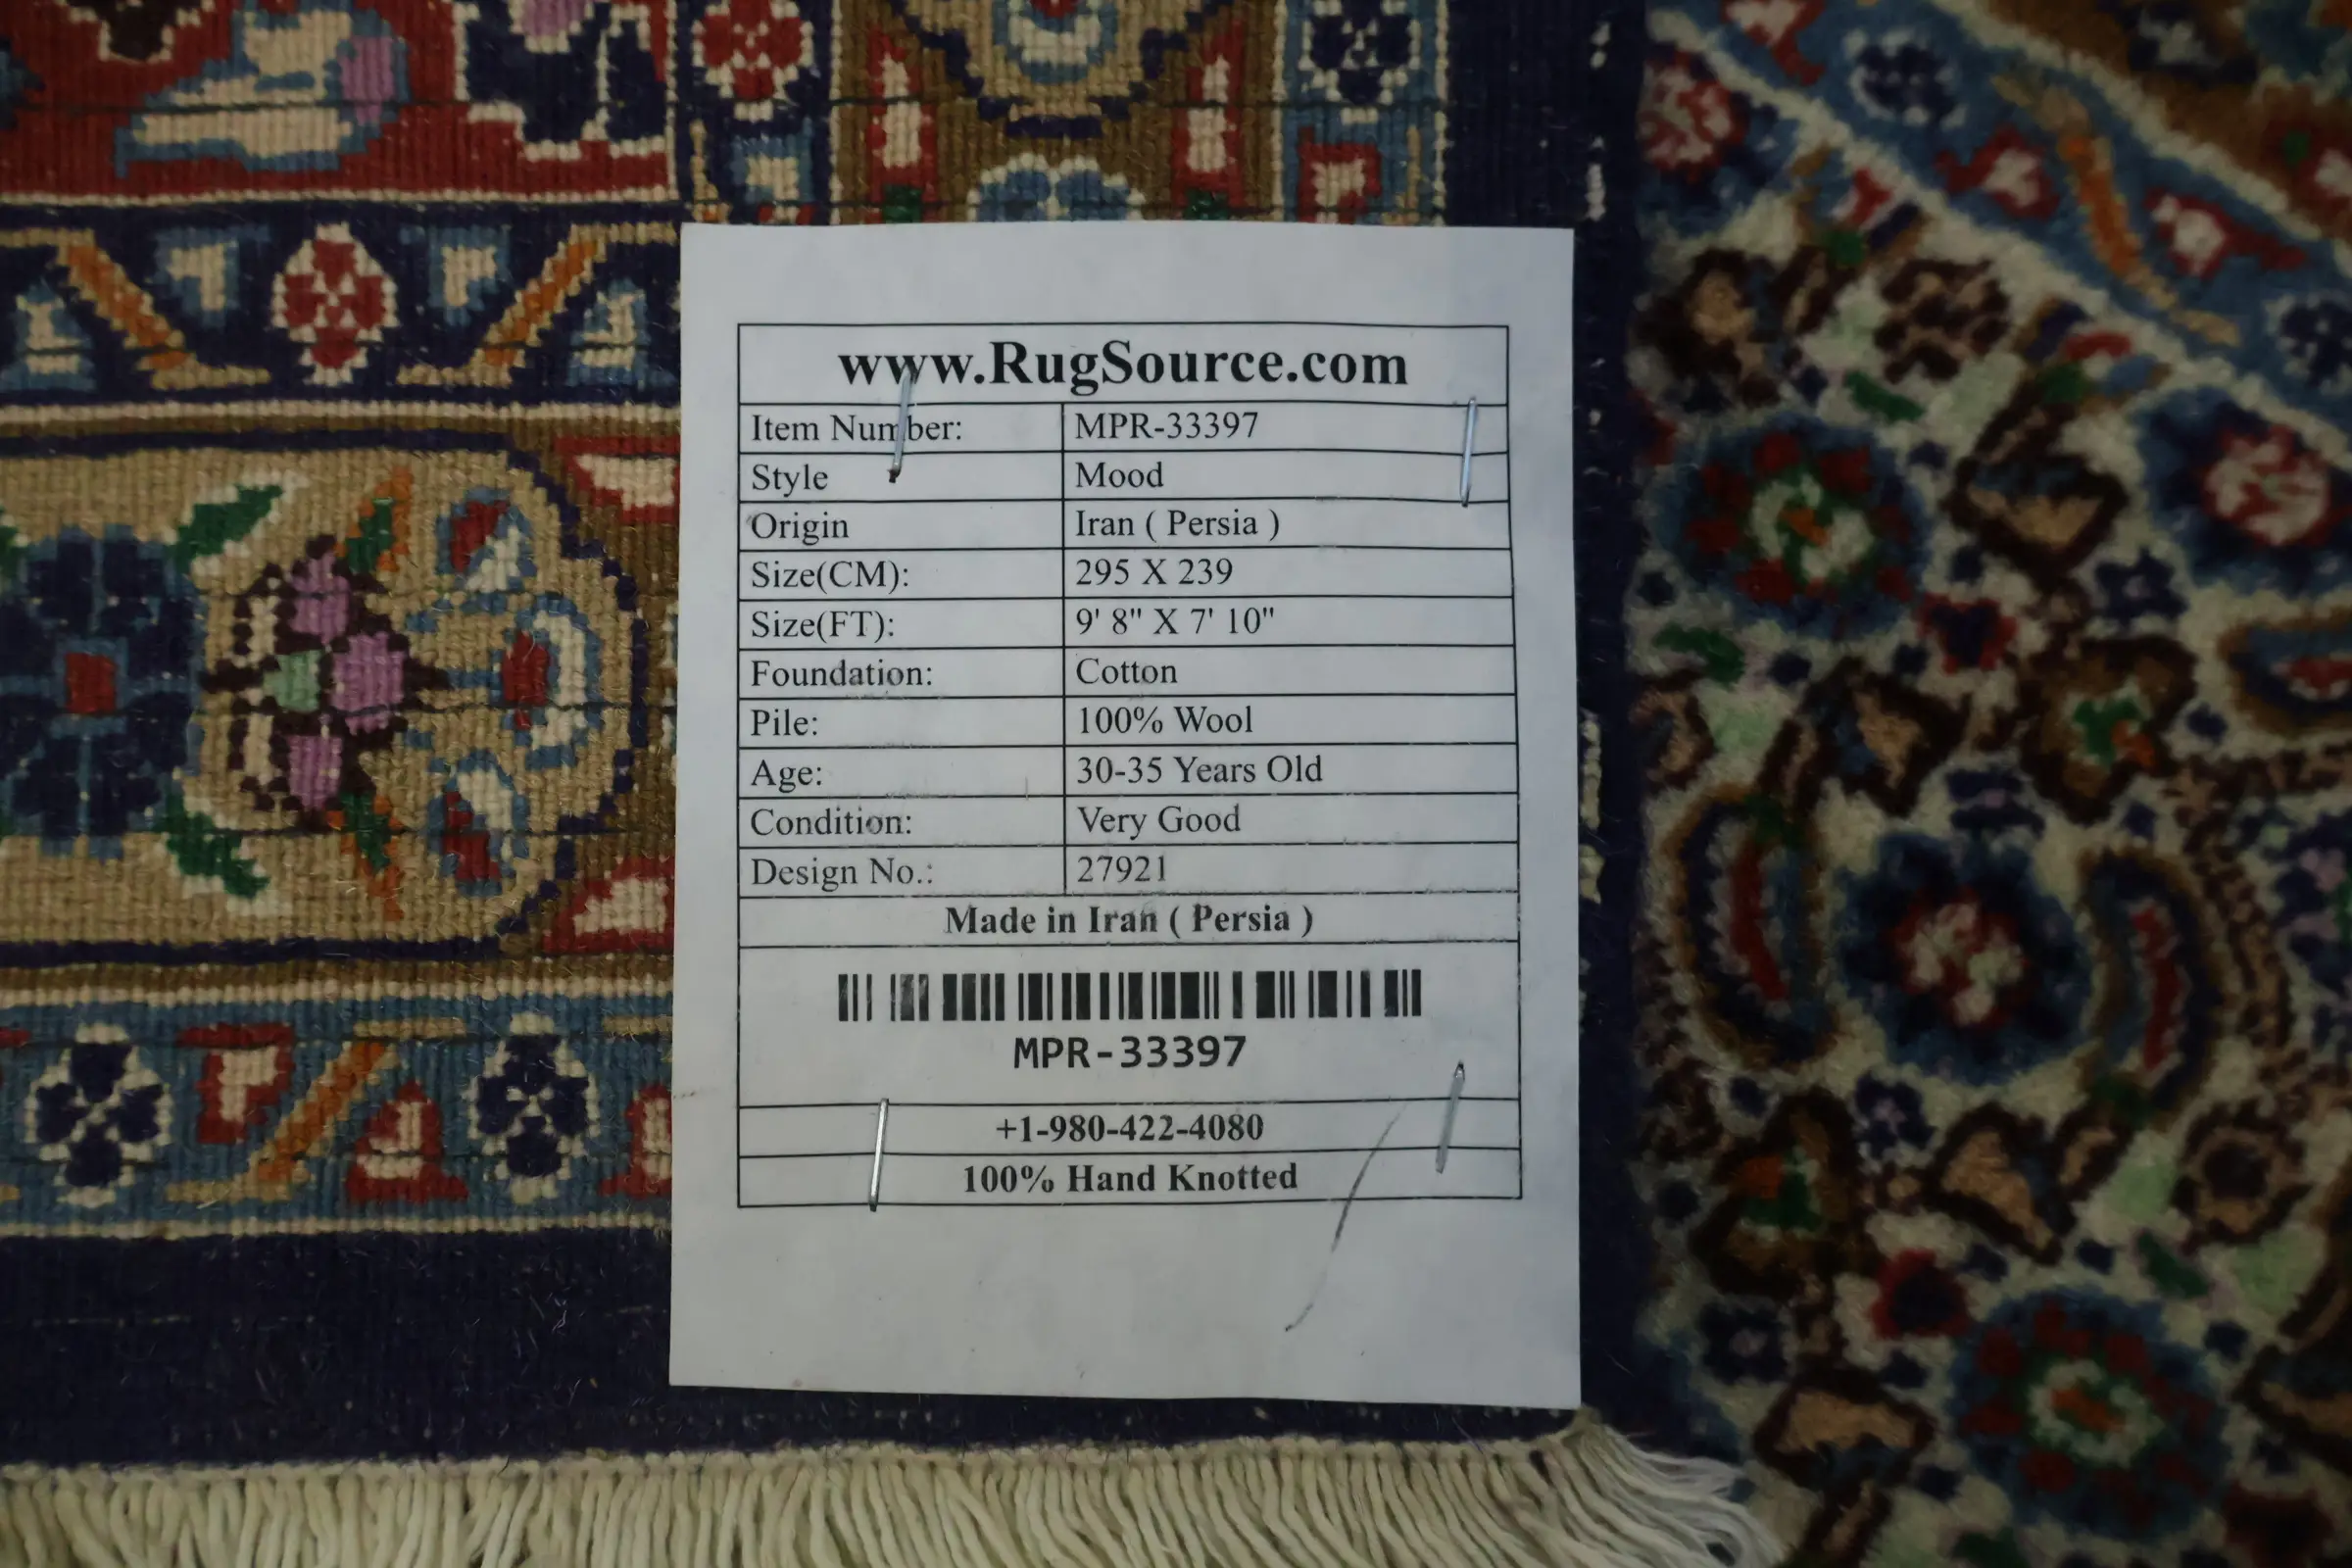 www.RugSource.com
Item Number: MPR-33397
Style Mood
Origin Iran ( Persia )
Size(CM): 295 X 239
Size(FT): 9' 8" X 7' 10"
Foundation: Cotton
Pile: 100% Wool
Age: 30-35 Years Old
Condition: Very Good
Design No.: 27921
Made in Iran ( Persia )
MPR-33397
+1-980-422-4080
100% Hand Knotted